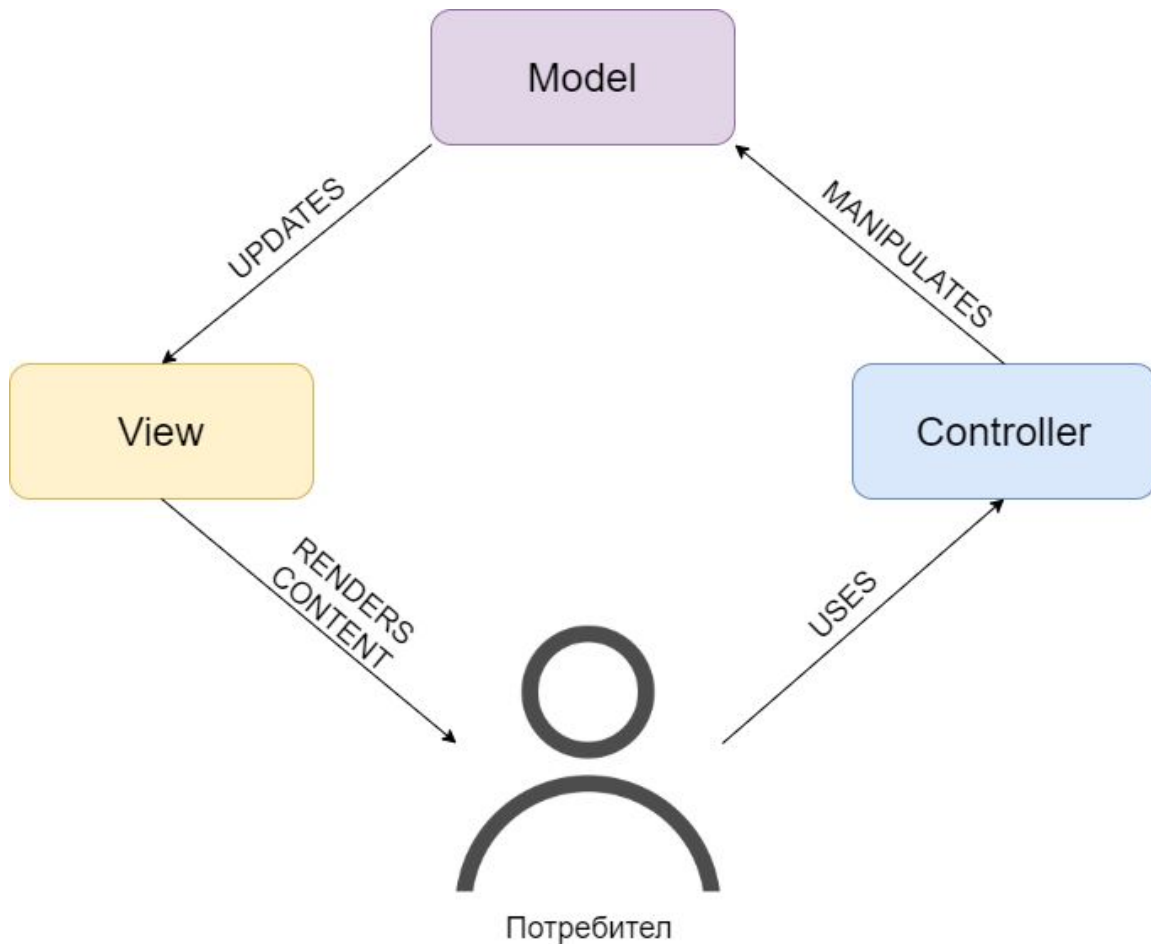 Model
UPDATES
MANIPULATES
View
Controller
RENDERS
CONTENT
USES
Потребител